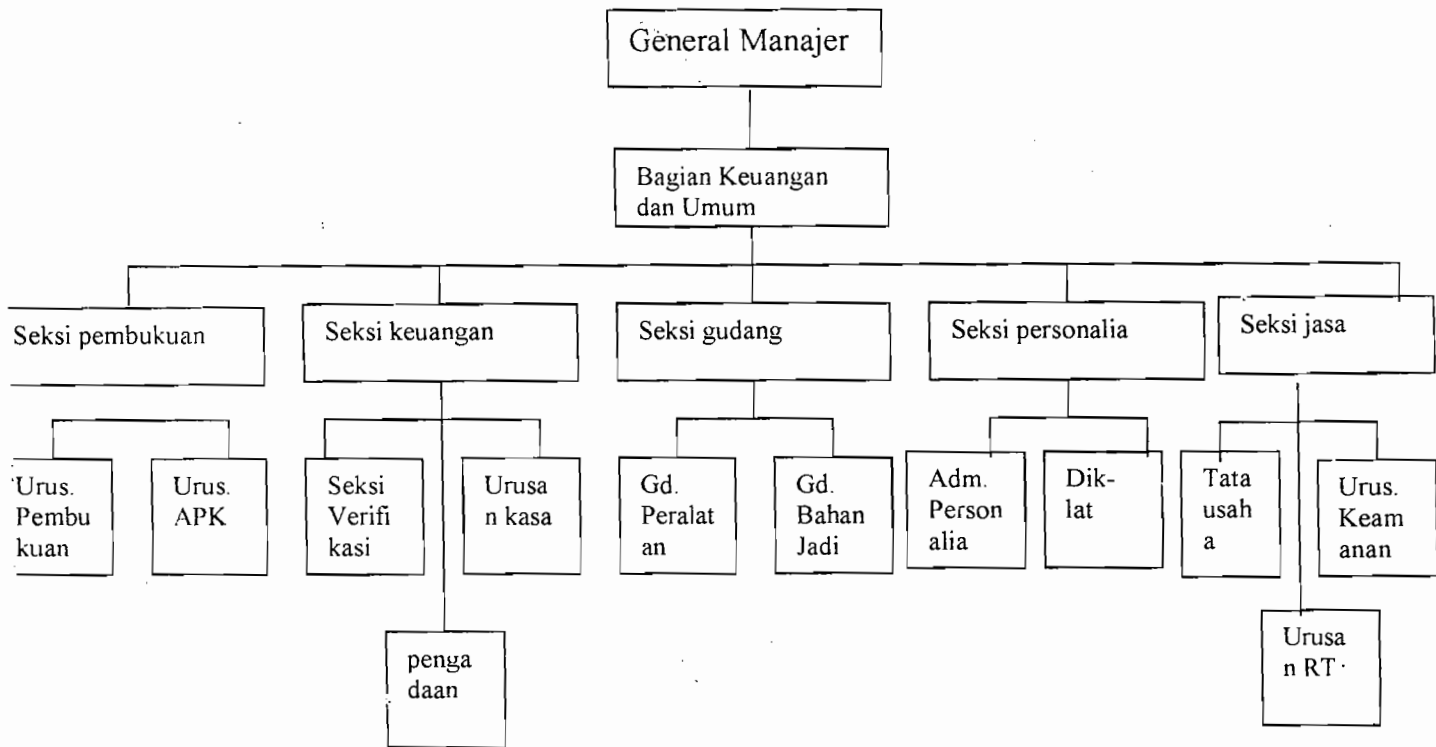 General Manajer
Bagian Keuangan
dan Umum
Seksi pembukuan
Seksi keuangan
Seksi gudang
Seksi personalia
Seksi jasa
Urus.
Pembu
kuan
Urus.
APK
Seksi
Verifi
kasi
Urusa
n kasa
Gd.
Peralat
an
Gd.
Bahan
Jadi
Adm.
Person
alia
Dik-
lat
Tata
usah
a
Urus.
Keam
anan
penga
daan
Urusa
n RT